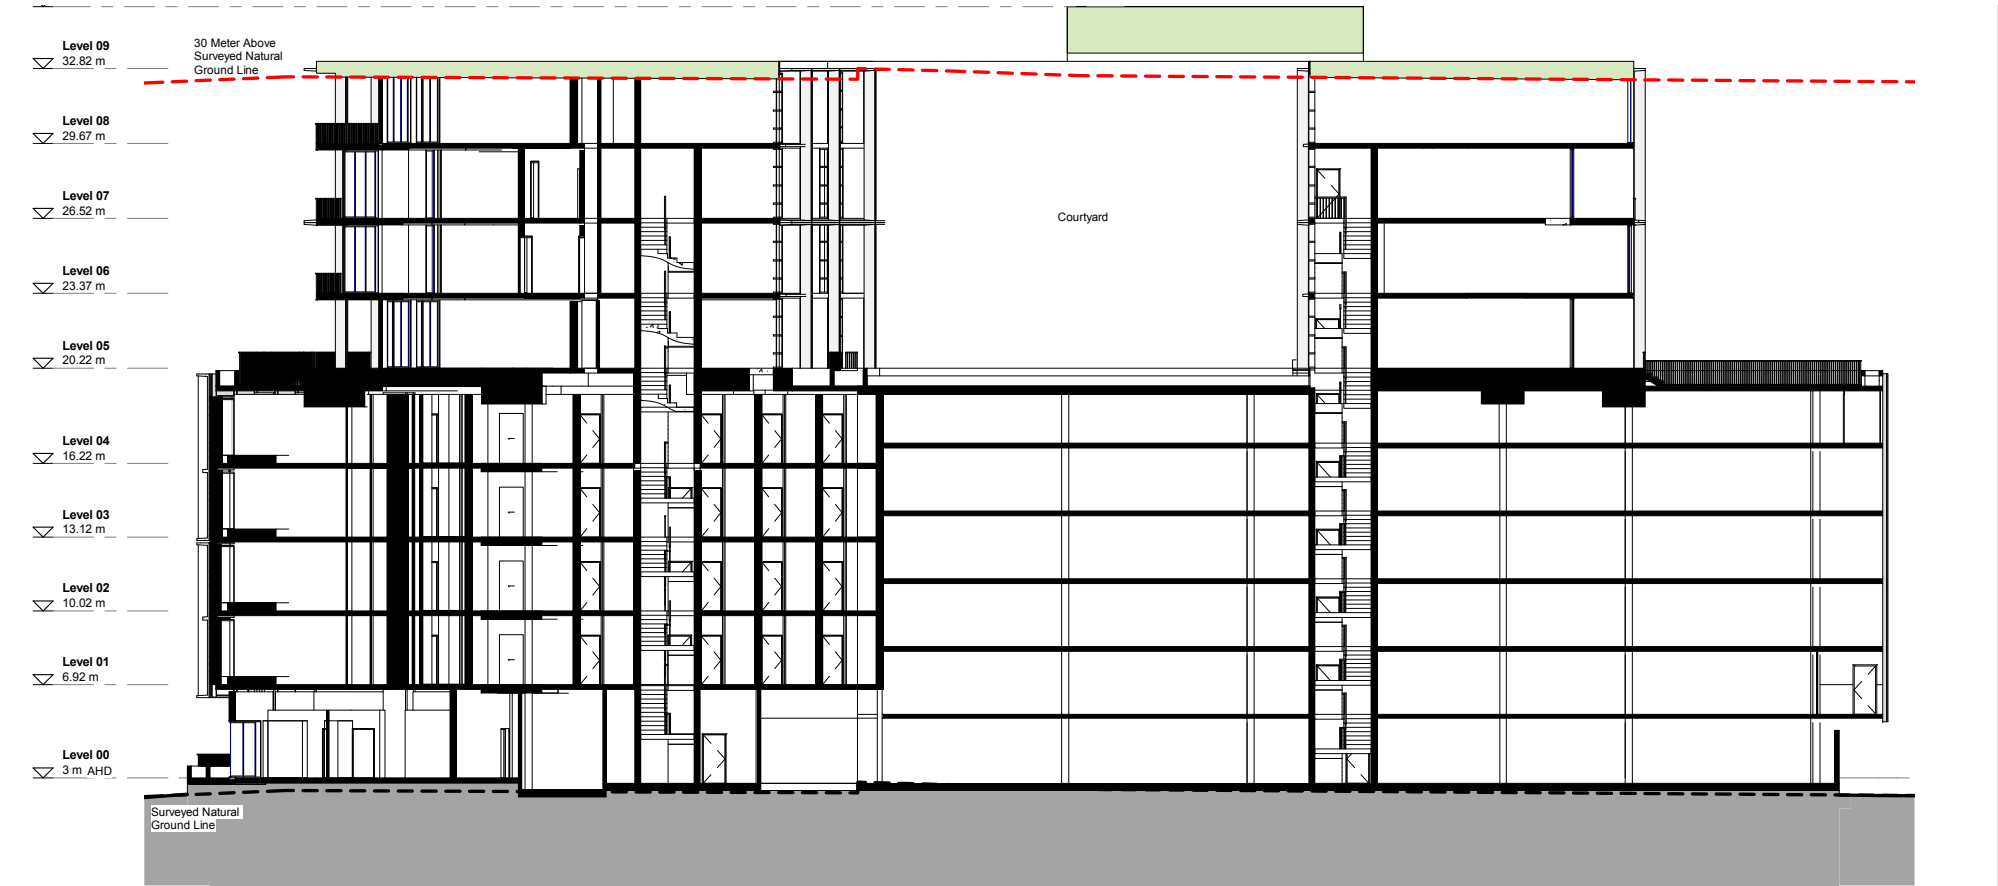 Level 09
32.82 m
30 Meter Above
Surveyed Natural
Ground Line
Level 08
29.67 m
Level 07
26.52 m
Courtyard
Level 06
23.37 m
Level 05
20.22 m
Level 04
16.22 m
Level 03
13.12 m
Level 02
10.02 m
Level 01
6.92 m
Level 00
3 m AHD
Surveyed Natural
Ground Line